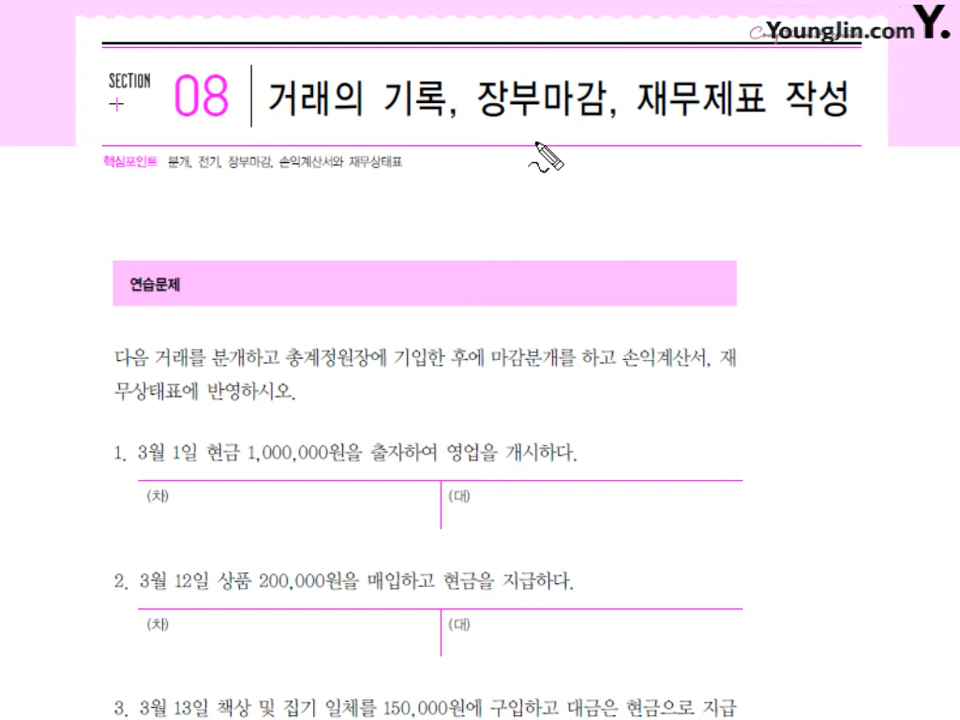 Younglin.com Y.
SECTION
08 거래의 기록, 장부마감, 재무제표 작성
핵심포인트 분개, 전기, 장부마감, 손익계산서와 재무상태표
연습문제
다음 거래를 분개하고 총계정원장에 기입한 후에 마감분개를 하고 손익계산서, 재
무상태표에 반영하시오.
1. 3월 1일 현금 1,000,000원을 출자하여 영업을 개시하다.
(차) (대)
2. 3월 12일 상품 200,000원을 매입하고 현금을 지급하다.
(차) (대)
3. 3월 13일 책상 및 집기 일체를 150,000원에 구입하고 대금은 현금으로 지급